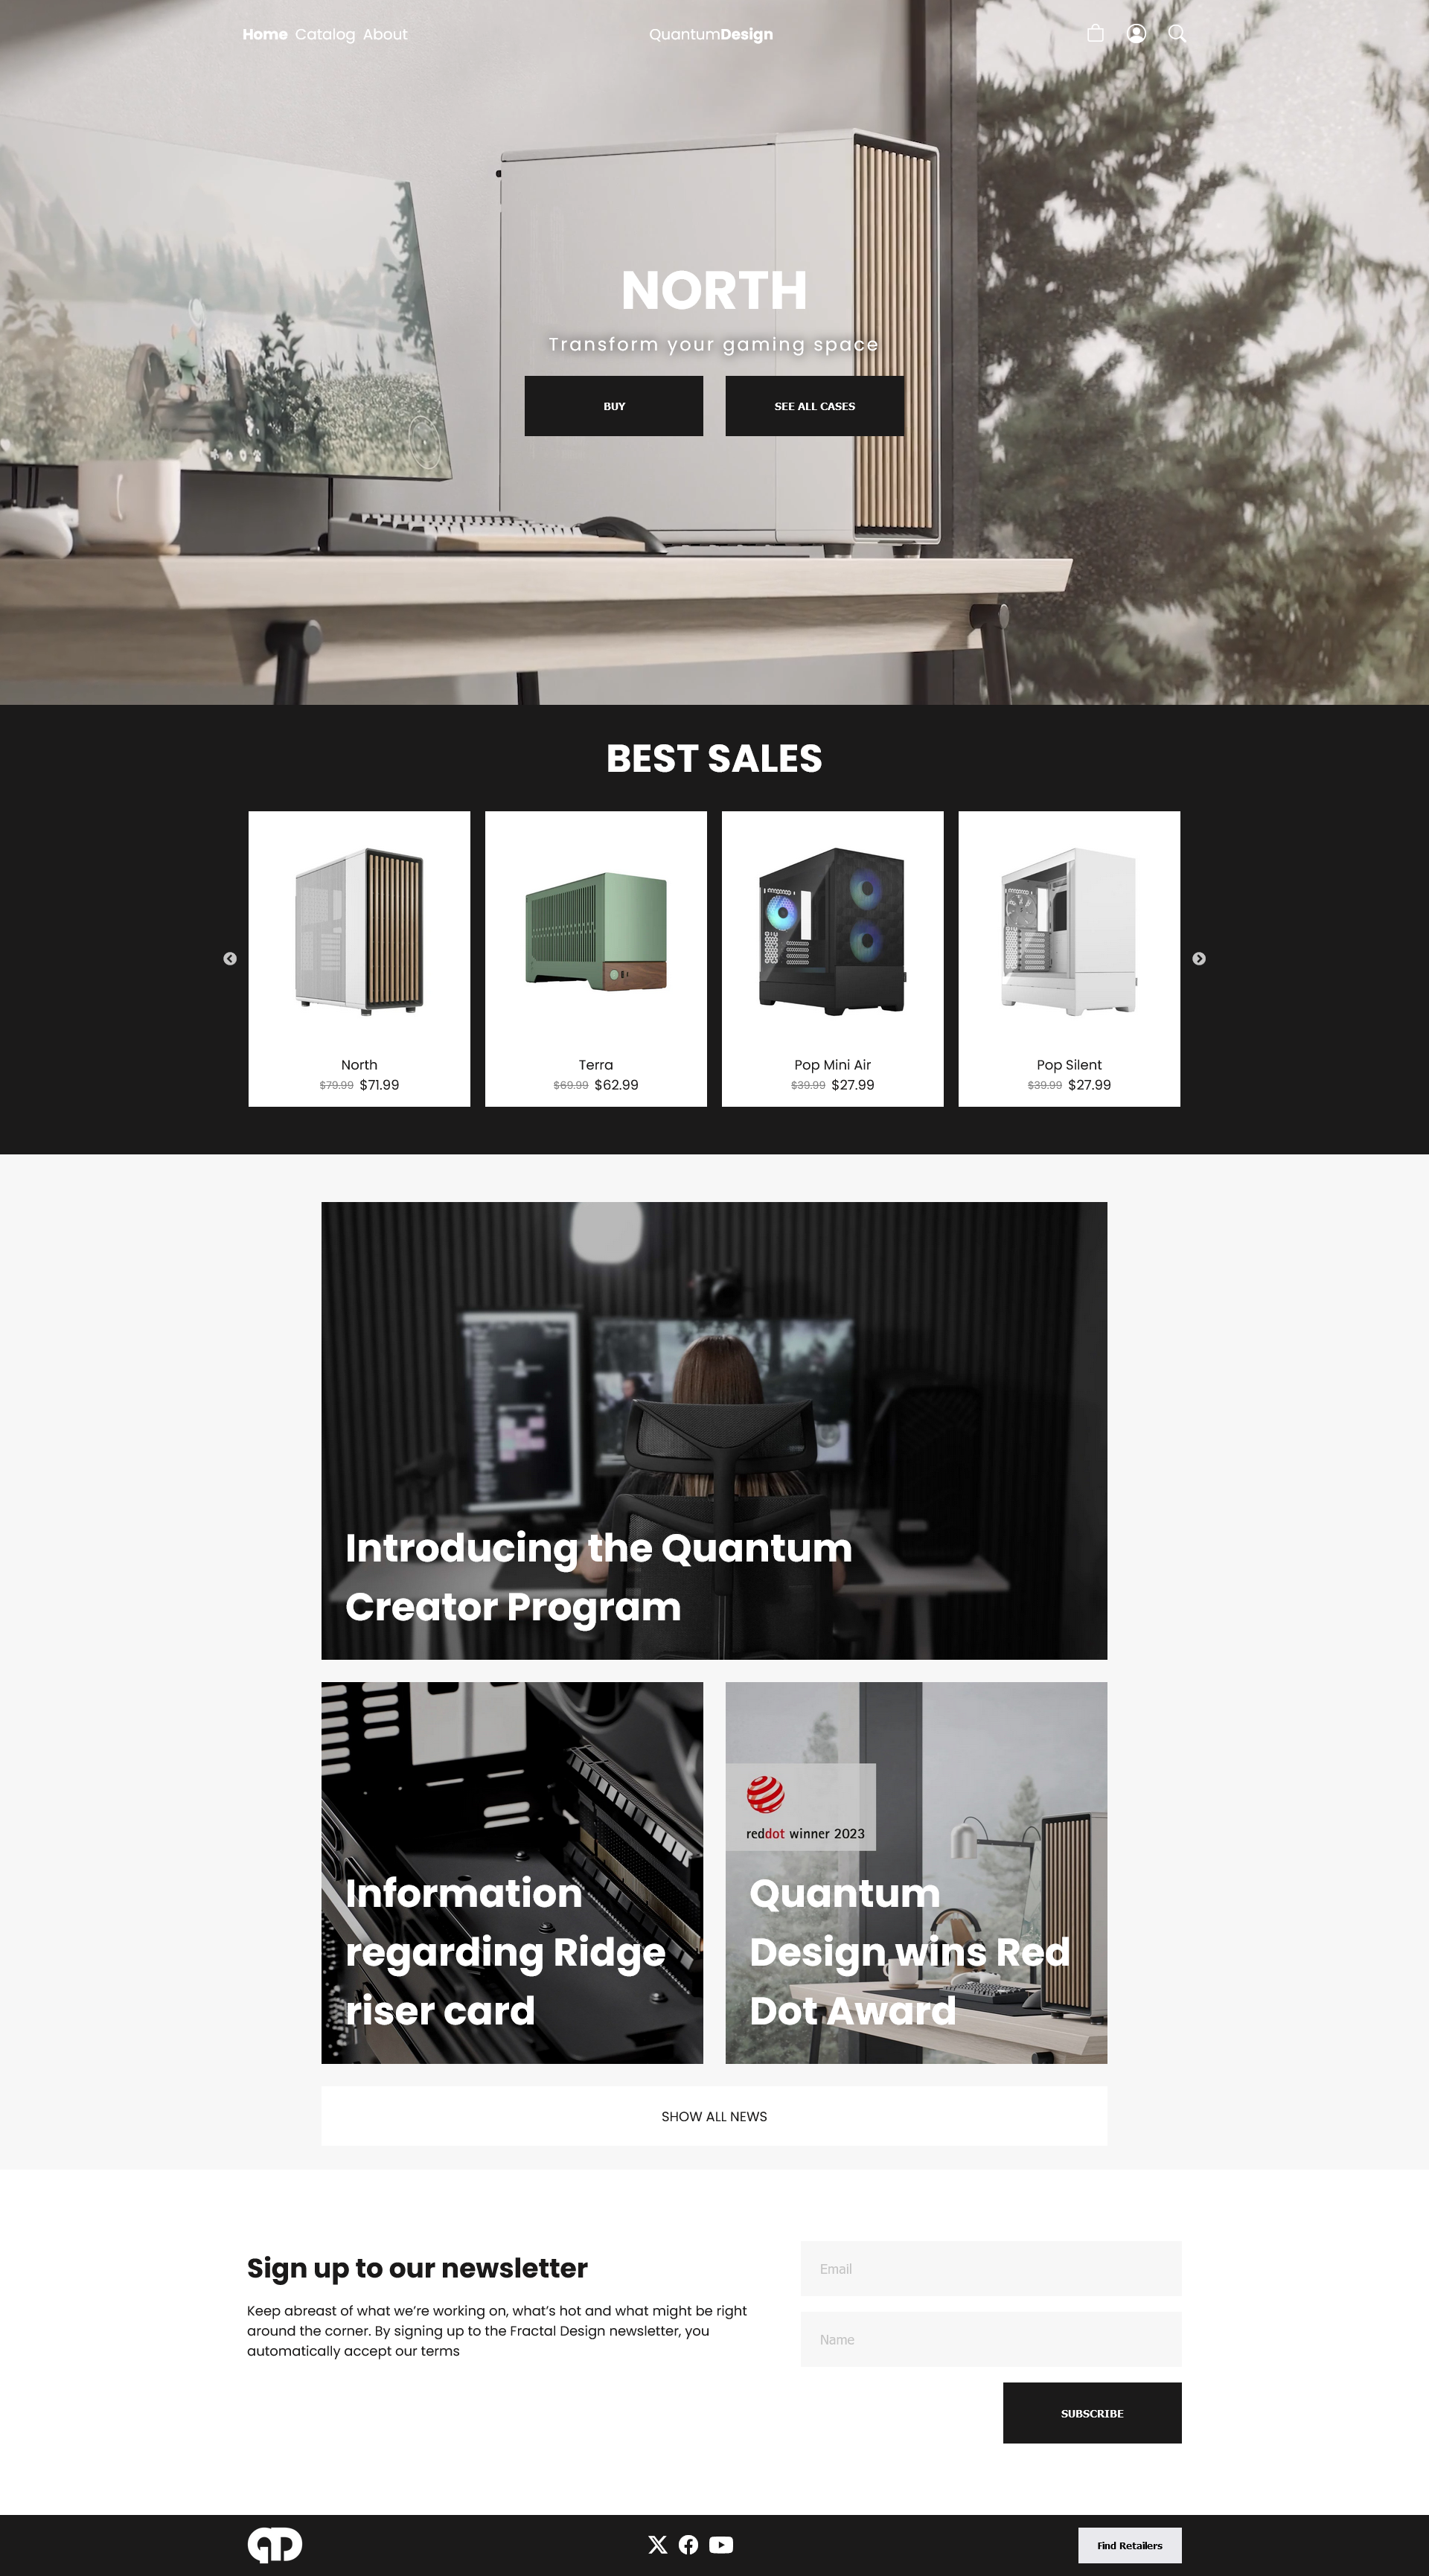 Home Catalog About
QuantumDesign
NORTH
Transform your gaming space
BUY
SEE ALL CASES
BEST SALES
North
$79.99 $71.99
Terra
$69.99 $62.99
Pop Mini Air
$39.99 $27.99
Pop Silent
$39.99 $27.99
Introducing the Quantum
Creator Program
Information
regarding Ridge
riser card
reddot winner 2023
Quantum
Design wins Red
Dot Award
SHOW ALL NEWS
Sign up to our newsletter
Keep abreast of what we’re working on, what’s hot and what might be right
around the corner. By signing up to the Fractal Design newsletter, you
automatically accept our terms
Email
Name
SUBSCRIBE
Find Retailers